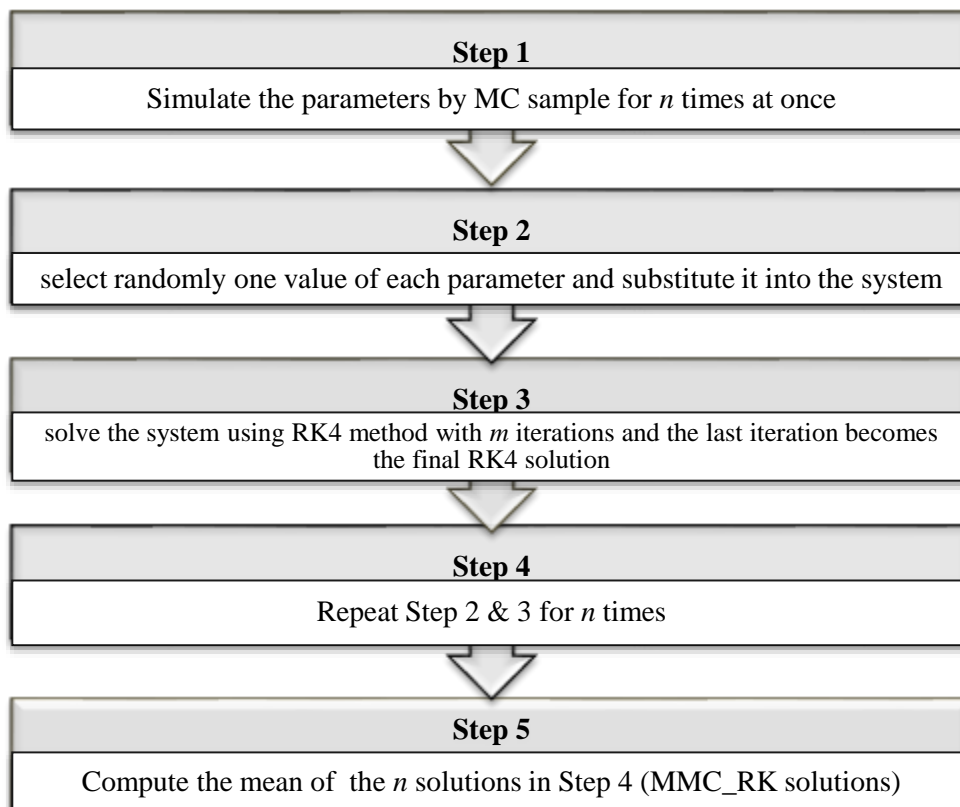 Step 1
Simulate the parameters by MC sample for n times at once
Step 2
select randomly one value of each parameter and substitute it into the system
Step 3
solve the system using RK4 method with m iterations and the last iteration becomes
the final RK4 solution
Step 4
Repeat Step 2 & 3 for n times
Step 5
Compute the mean of the n solutions in Step 4 (MMC_RK solutions)